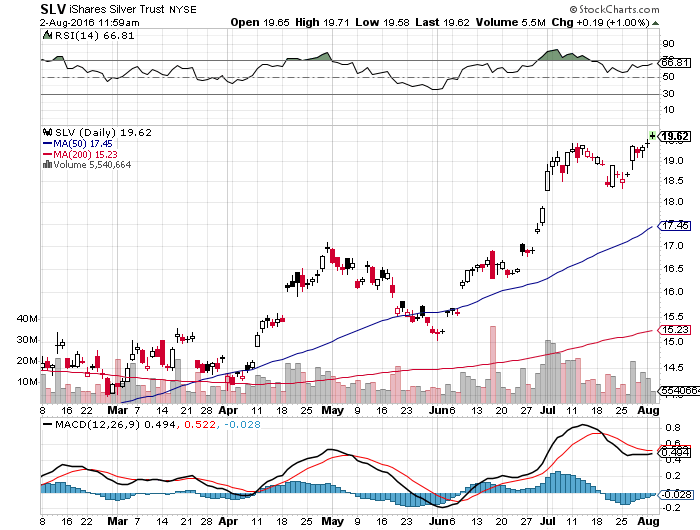 SLV iShares Silver Trust NYSE © StockCharts.com
2-Aug-2016 11:59am Open 19.65 High 19.71 Low 19.58 Last 19.62 Volume 5.5M Chg +0.19 (+1.00%)
RSI(14) 66.81
90
70
66.81
50
30
10
SLV (Daily) 19.62
MA(50) 17.45
MA(200) 15.23
Volume 5,540,664
19.62
19.5
19.0
18.5
18.0
17.45
17.0
16.5
16.0
15.5
15.23
15.0
14.5
14.0
40M
30M
20M
10M
5540664
8 16 22 Mar 7 14 21 28 Apr 11 18 25 May 9 16 23 Jun 6 13 20 27 Jul 11 18 25 Aug
MACD(12,26,9) 0.494, 0.522, -0.028
0.8
0.6
0.494
0.2
-0.028
-0.2
8 16 22 Mar 7 14 21 28 Apr 11 18 25 May 9 16 23 Jun 6 13 20 27 Jul 11 18 25 Aug